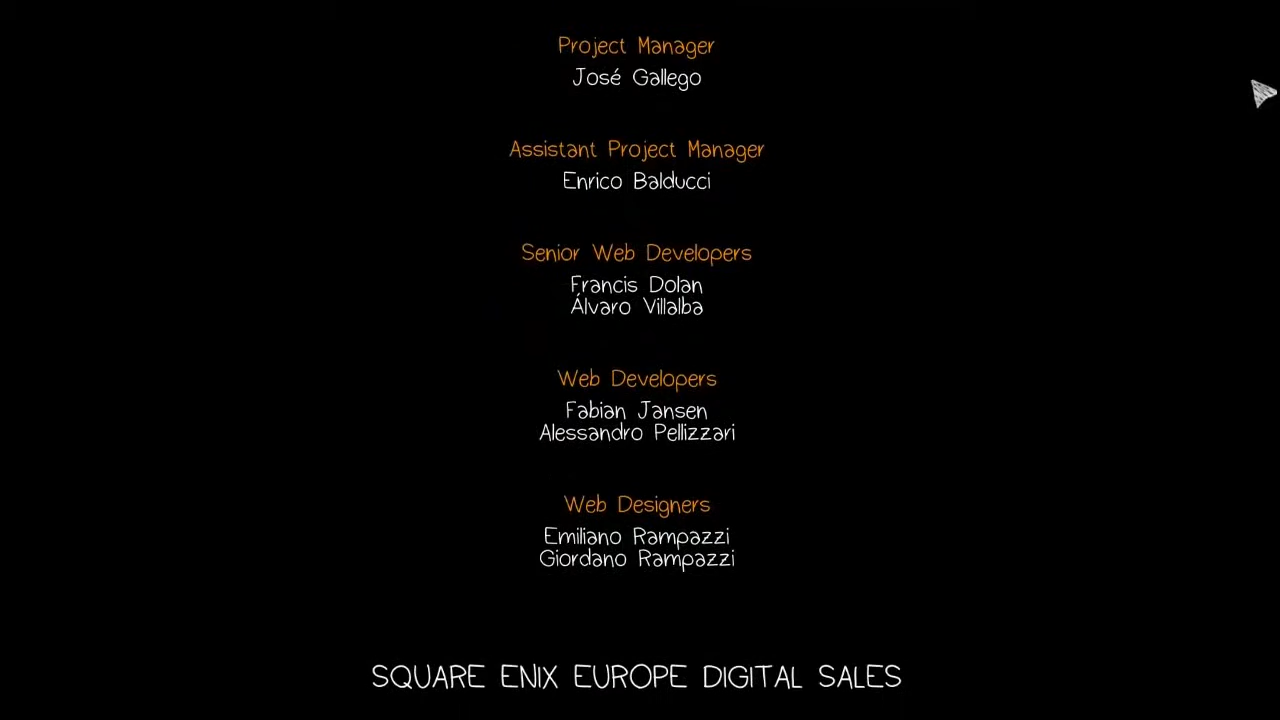 Project Manager
José Gallego
Assistant Project Manager
Enrico Balducci
Senior Web Developers
Francis Dolan
Álvaro Villalba
Web Developers
Fabian Jansen
Alessandro Pellizzari
Web Designers
Emiliano Rampazzi
Giordano Rampazzi
SQUARE ENIX EUROPE DIGITAL SALES